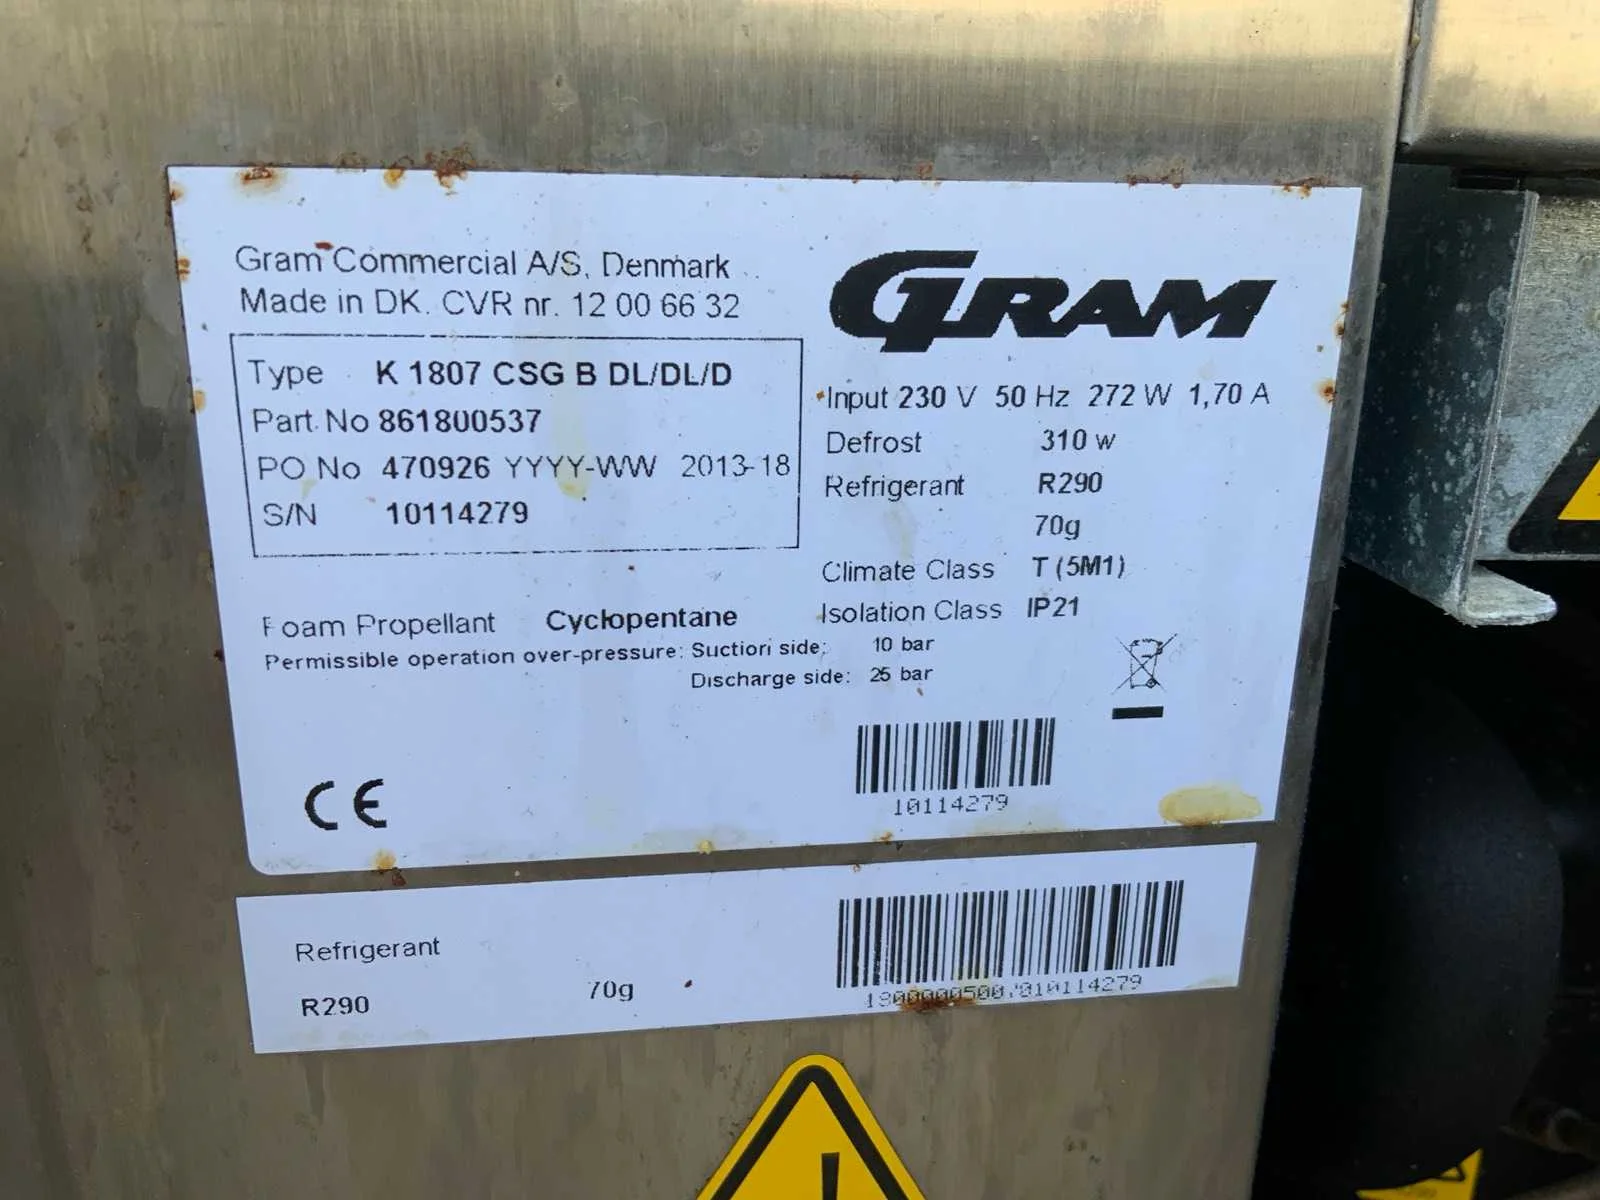 Gram Commercial A/S, Denmark
Made in DK. CVR nr. 12 00 66 32
GRAM
Type K 1807 CSG B DL/DL/D
Part. No 861800537
PO No 470926 YYYY-WW 2013-18
S/N 10114279
Input 230 V 50 Hz 272 W 1,70 A
Defrost 310 w
Refrigerant R290
70g
Climate Class T (5M1)
Isolation Class IP21
Foam Propellant Cyclopentane
Permissible operation over-pressure: Suction side: 10 bar
Discharge side: 25 bar
CE
10114279
Refrigerant
R290 70g